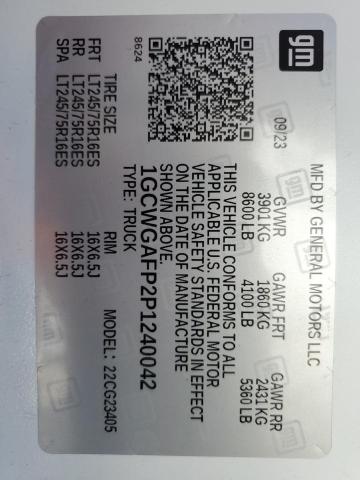 gm
MFD BY GENERAL MOTORS LLC
09/23 GVWR GAWR FRT GAWR RR
3901 KG 1860 KG 2431 KG
8600 LB 4100 LB 5360 LB
THIS VEHICLE CONFORMS TO ALL
APPLICABLE U.S. FEDERAL MOTOR
VEHICLE SAFETY STANDARDS IN EFFECT
ON THE DATE OF MANUFACTURE
SHOWN ABOVE.
1GCWGAFP2P1240042
TYPE: TRUCK
8624
MODEL: 22CG23405
TIRE SIZE RIM
FRT LT245/75R16ES 16X6.5J
RR LT245/75R16ES 16X6.5J
SPA LT245/75R16ES 16X6.5J